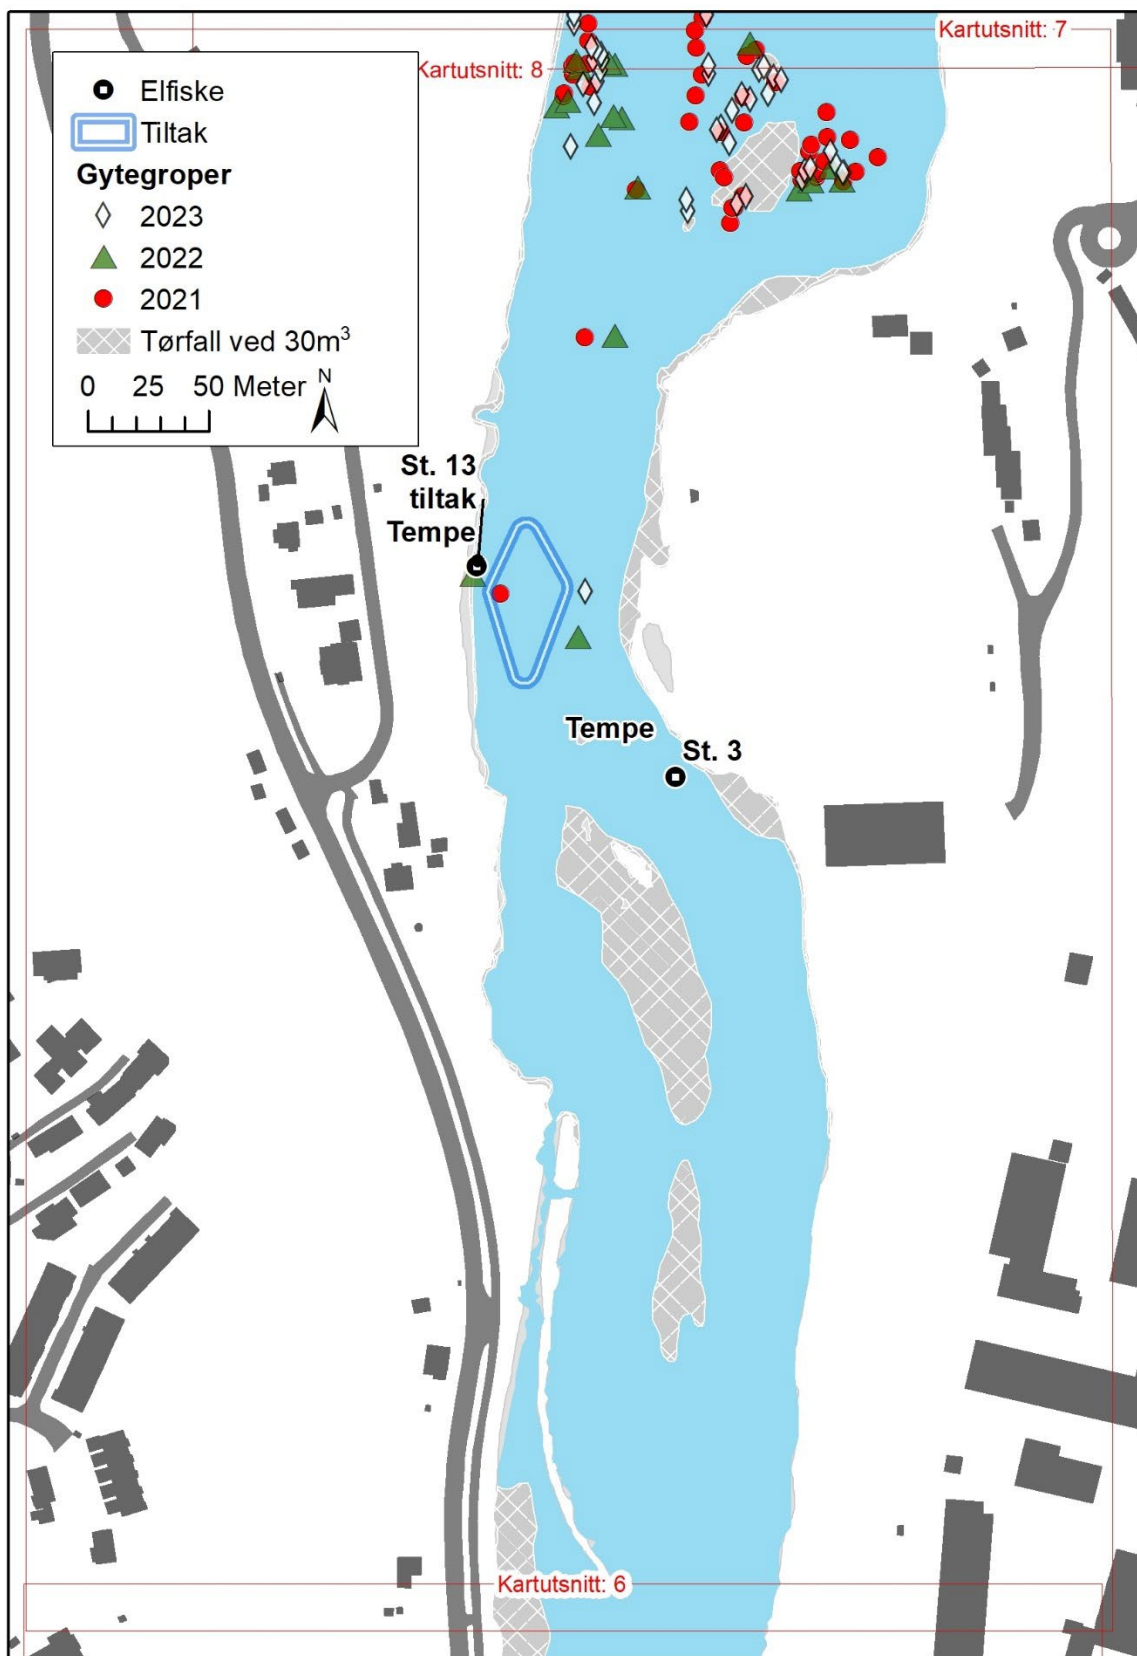 Kartutsnitt: 7
Kartutsnitt: 8
Elfiske
Tiltak
Gytegroper
2023
2022
2021
Tørfall ved 30m³
0 25 50 Meter N
St. 13
tiltak
Tempe
Tempe
St. 3
Kartutsnitt: 6